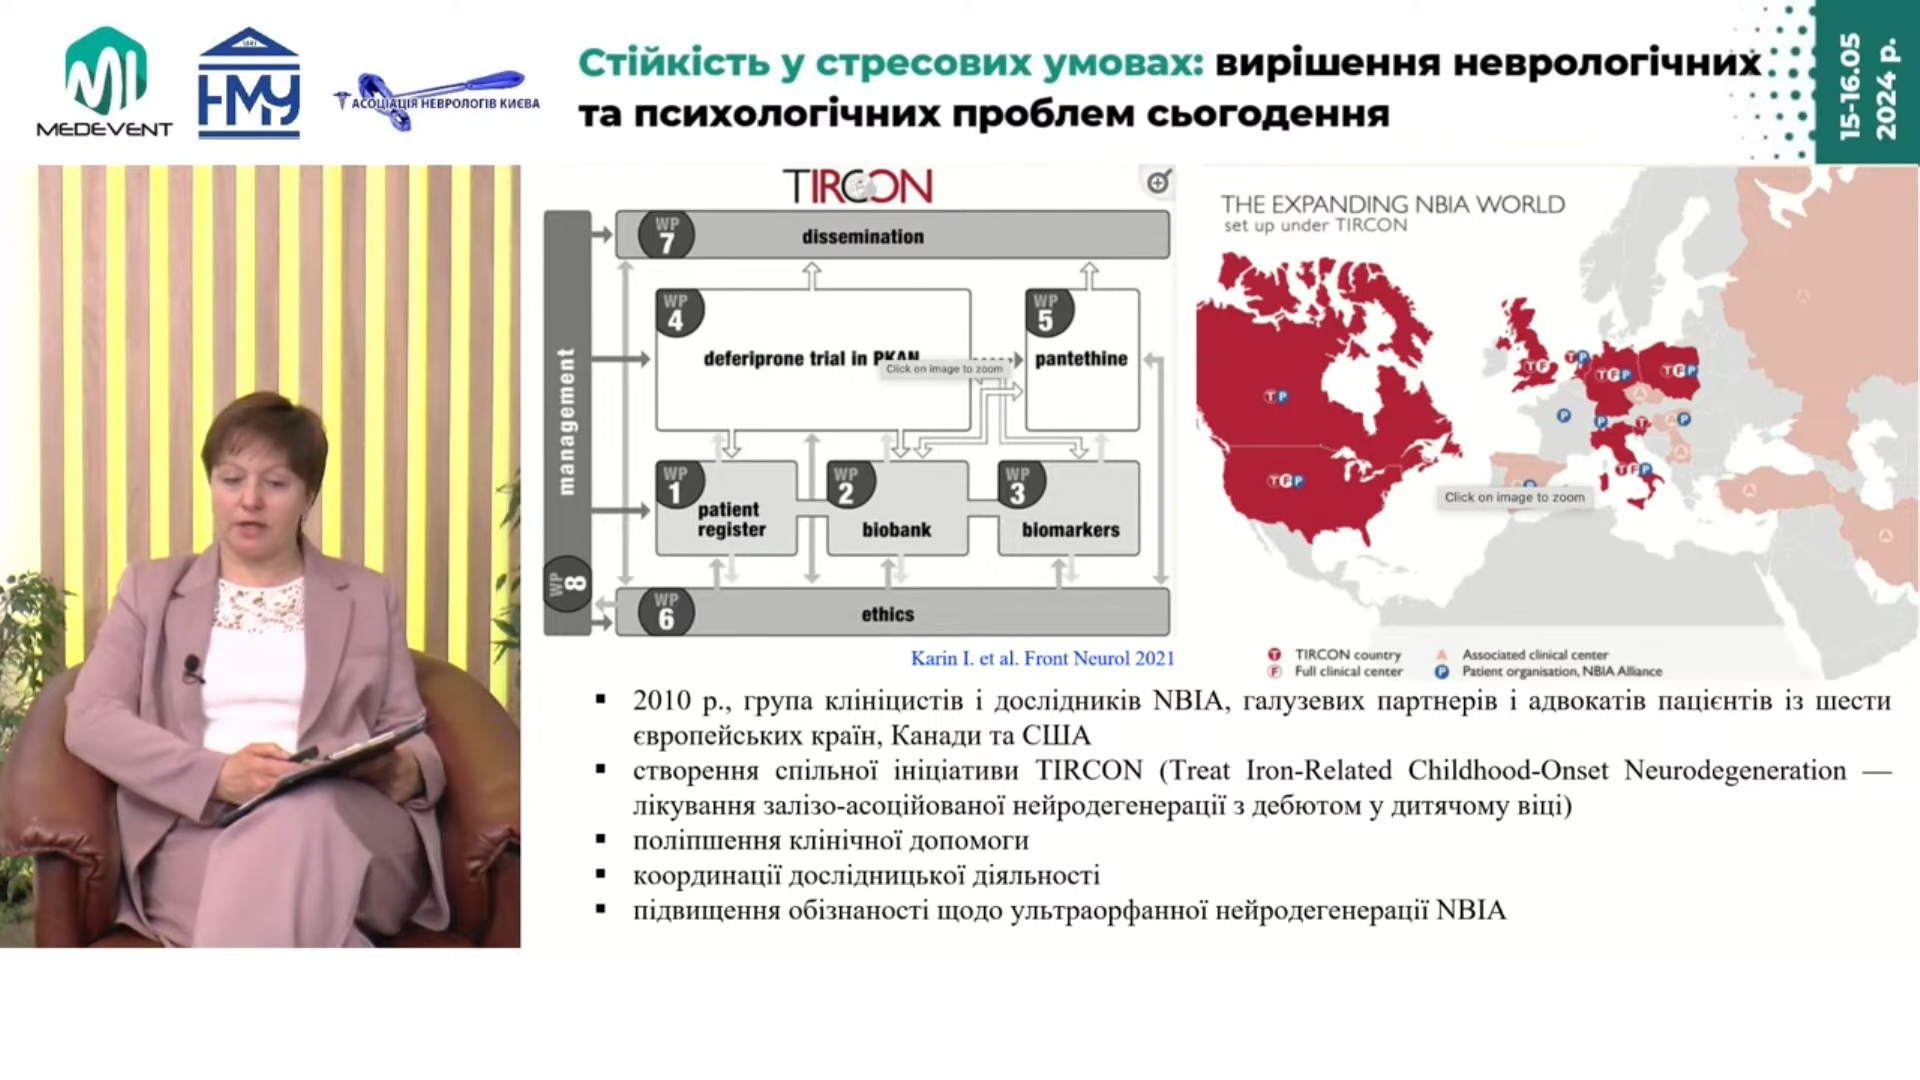 MEDEVENT
1841
НМУ
АСОЦІАЦІЯ НЕВРОЛОГІВ КИЄВА
Стійкість у стресових умовах: вирішення неврологічних
та психологічних проблем сьогодення
15-16.05
2024 р.
TIRCON
WP
7
dissemination
management
WP
8
WP
4
deferiprone trial in PKAN
Click on image to zoom
WP
5
pantethine
WP
1
patient
register
WP
2
biobank
WP
3
biomarkers
WP
6
ethics
Karin I. et al. Front Neurol 2021
THE EXPANDING NBIA WORLD
set up under TIRCON
Click on image to zoom
T TIRCON country
F Full clinical center
A Associated clinical center
P Patient organisation, NBIA Alliance
▪ 2010 р., група клініцистів і дослідників NBIA, галузевих партнерів і адвокатів пацієнтів із шести
європейських країн, Канади та США
▪ створення спільної ініціативи TIRCON (Treat Iron-Related Childhood-Onset Neurodegeneration —
лікування залізо-асоційованої нейродегенерації з дебютом у дитячому віці)
▪ поліпшення клінічної допомоги
▪ координації дослідницької діяльності
▪ підвищення обізнаності щодо ультраорфанної нейродегенерації NBIA